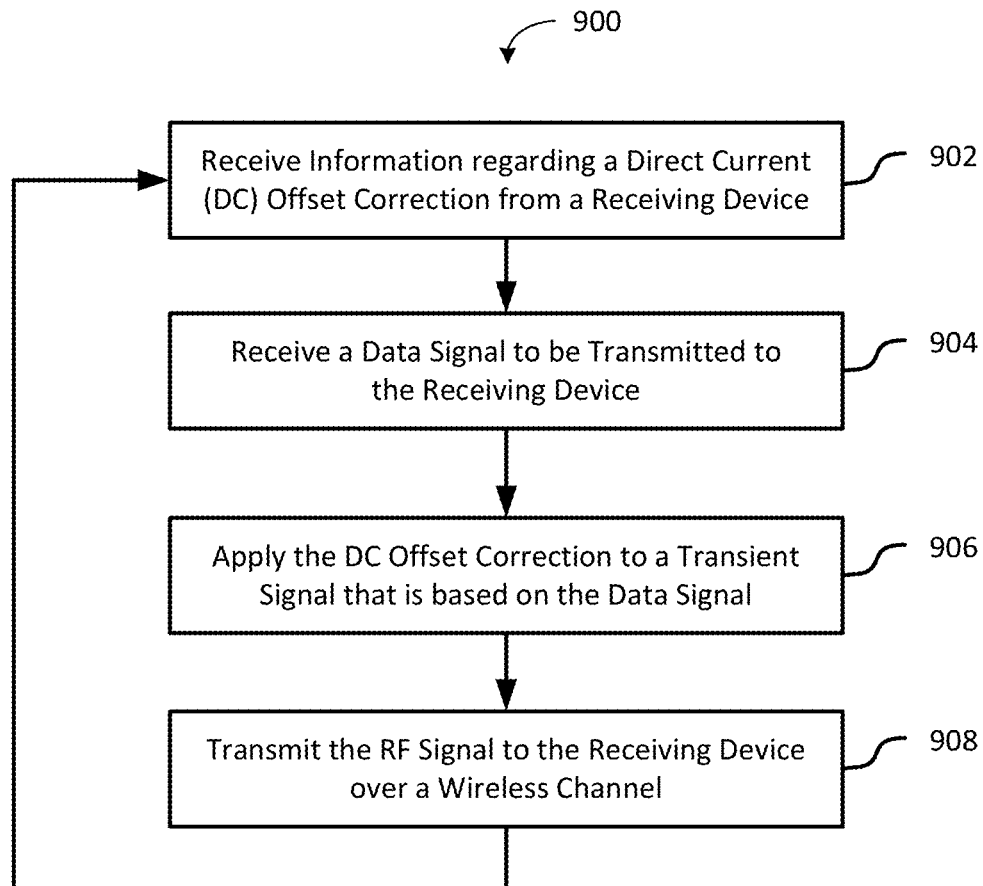 900
Receive Information regarding a Direct Current
(DC) Offset Correction from a Receiving Device
902
Receive a Data Signal to be Transmitted to
the Receiving Device
904
Apply the DC Offset Correction to a Transient
Signal that is based on the Data Signal
906
Transmit the RF Signal to the Receiving Device
over a Wireless Channel
908